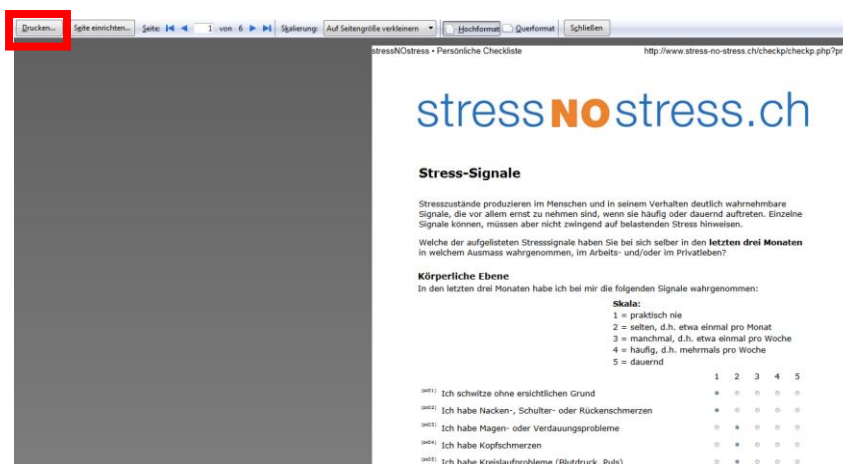 Drucken... Seite einrichten... Seite: 1 von 6 Skalierung: Auf Seitengröße verkleinern Hochformat Querformat Schließen
stressNOstress • Persönliche Checkliste http://www.stress-no-stress.ch/checkp/checkp.php?pr
stressNOstress.ch
Stress-Signale
Stresszustände produzieren im Menschen und in seinem Verhalten deutlich wahrnehmbare
Signale, die vor allem ernst zu nehmen sind, wenn sie häufig oder dauernd auftreten. Einzelne
Signale können, müssen aber nicht zwingend auf belastenden Stress hinweisen.
Welche der aufgelisteten Stresssignale haben Sie bei sich selber in den letzten drei Monaten
in welchem Ausmass wahrgenommen, im Arbeits- und/oder im Privatleben?
Körperliche Ebene
In den letzten drei Monaten habe ich bei mir die folgenden Signale wahrgenommen:
Skala:
1 = praktisch nie
2 = selten, d.h. etwa einmal pro Monat
3 = manchmal, d.h. etwa einmal pro Woche
4 = häufig, d.h. mehrmals pro Woche
5 = dauernd
1 2 3 4 5
Ich schwitze ohne ersichtlichen Grund
Ich habe Nacken-, Schulter- oder Rückenschmerzen
Ich habe Magen- oder Verdauungsprobleme
Ich habe Kopfschmerzen
Ich habe Kreislaufprobleme (Blutdruck, Puls)